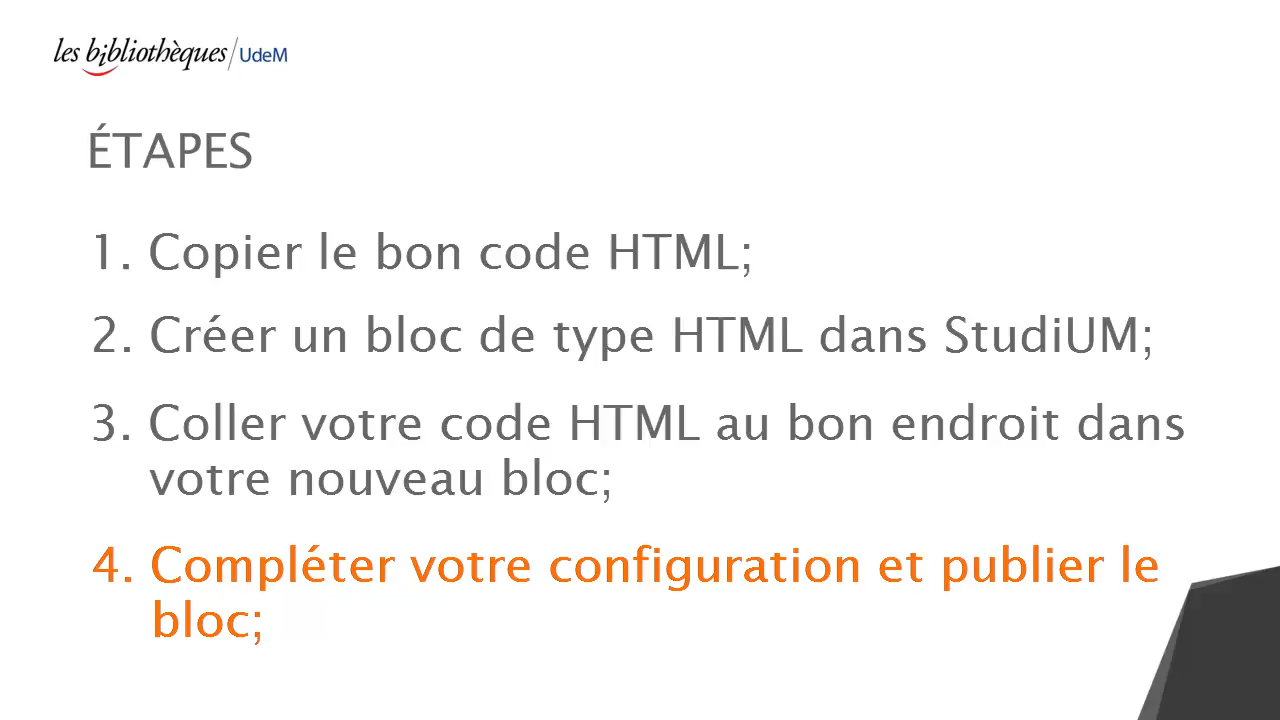 les bibliothèques/UdeM
ÉTAPES
1. Copier le bon code HTML;
2. Créer un bloc de type HTML dans StudiUM;
3. Coller votre code HTML au bon endroit dans
votre nouveau bloc;
4. Compléter votre configuration et publier le
bloc;